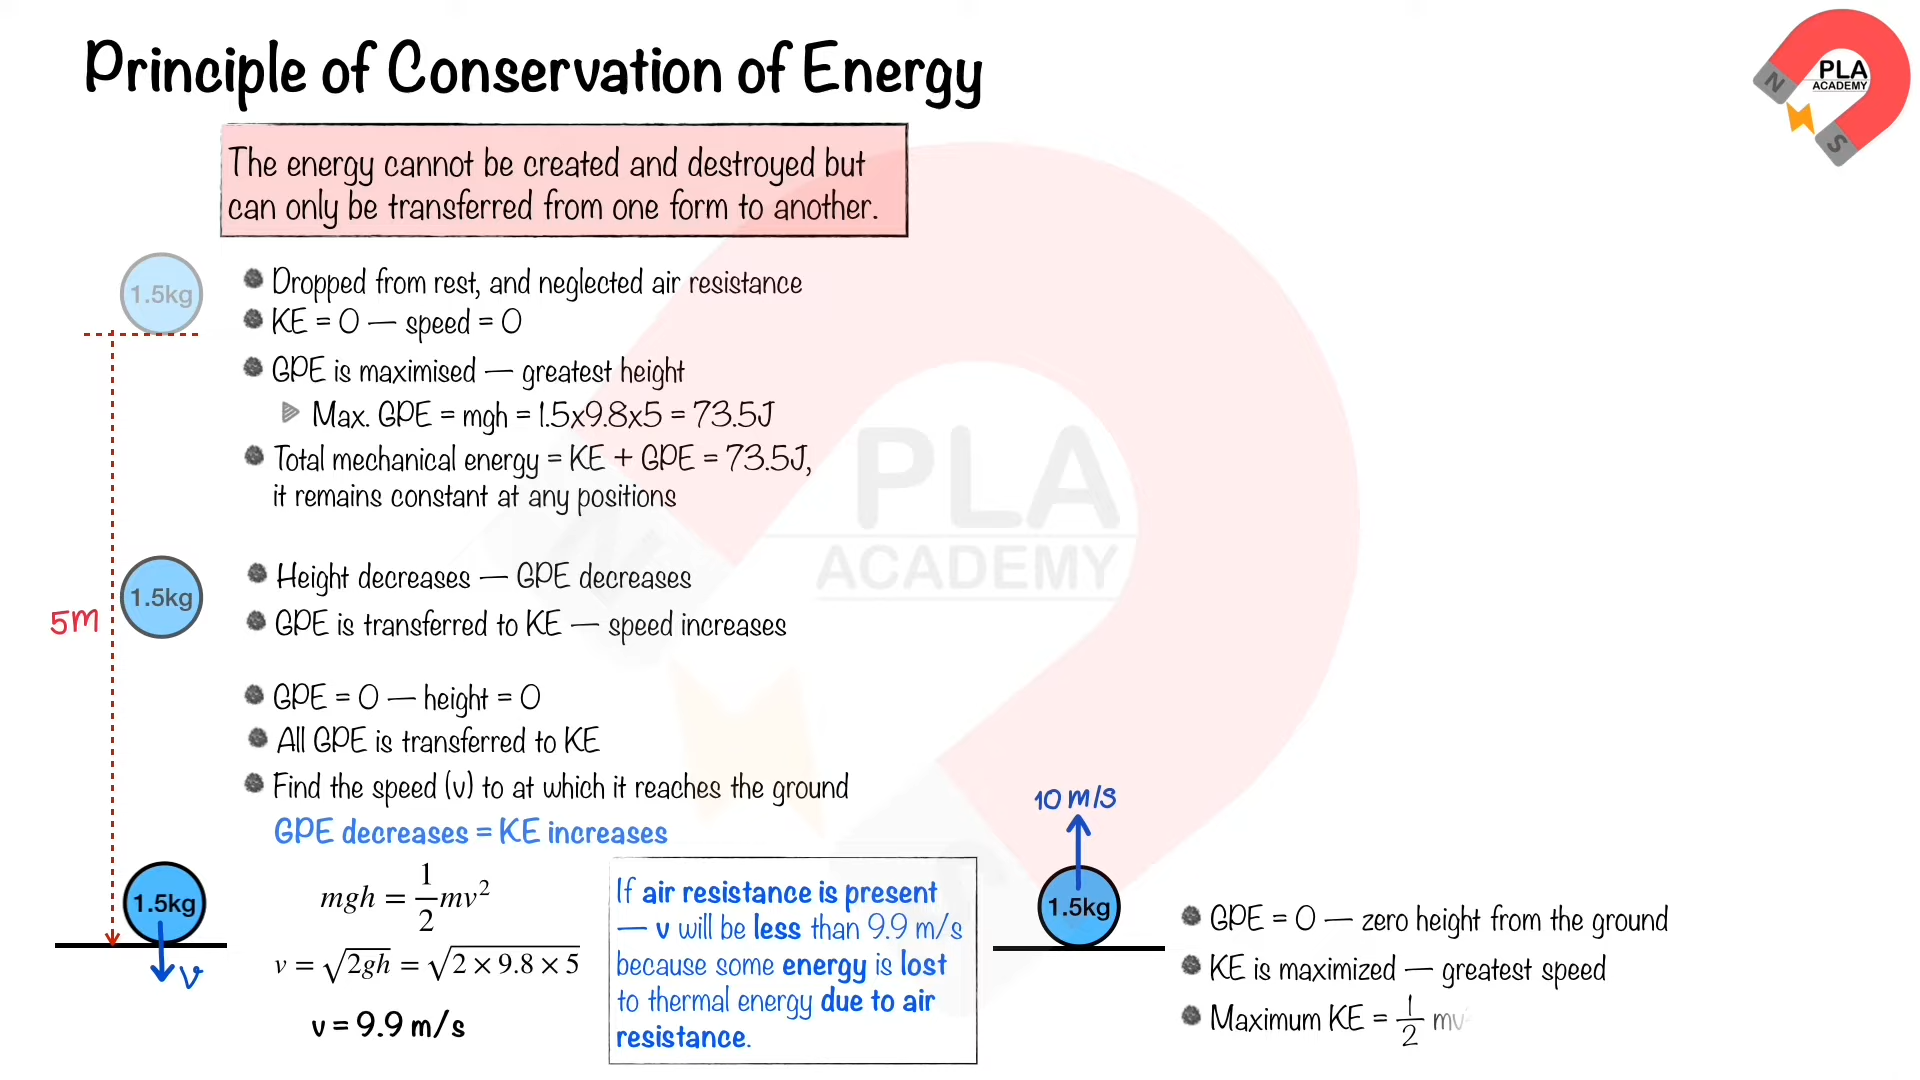 Principle of Conservation of Energy
N
PLA
ACADEMY
S
The energy cannot be created and destroyed but
can only be transferred from one form to another.
1.5kg
Dropped from rest, and neglected air resistance
KE = 0 — speed = 0
GPE is maximised — greatest height
Max. GPE = mgh = 1.5x9.8x5 = 73.5J
Total mechanical energy = KE + GPE = 73.5J,
it remains constant at any positions
PLA
ACADEMY
5m
1.5kg
Height decreases — GPE decreases
GPE is transferred to KE — speed increases
GPE = 0 — height = 0
All GPE is transferred to KE
Find the speed (v) to at which it reaches the ground
GPE decreases = KE increases
1.5kg
v
mgh = 1/2 mv²
v = √2gh = √2 × 9.8 × 5
v = 9.9 m/s
If air resistance is present
— v will be less than 9.9 m/s
because some energy is lost
to thermal energy due to air
resistance.
10 m/s
1.5kg
GPE = 0 — zero height from the ground
KE is maximized — greatest speed
Maximum KE = 1/2 mv